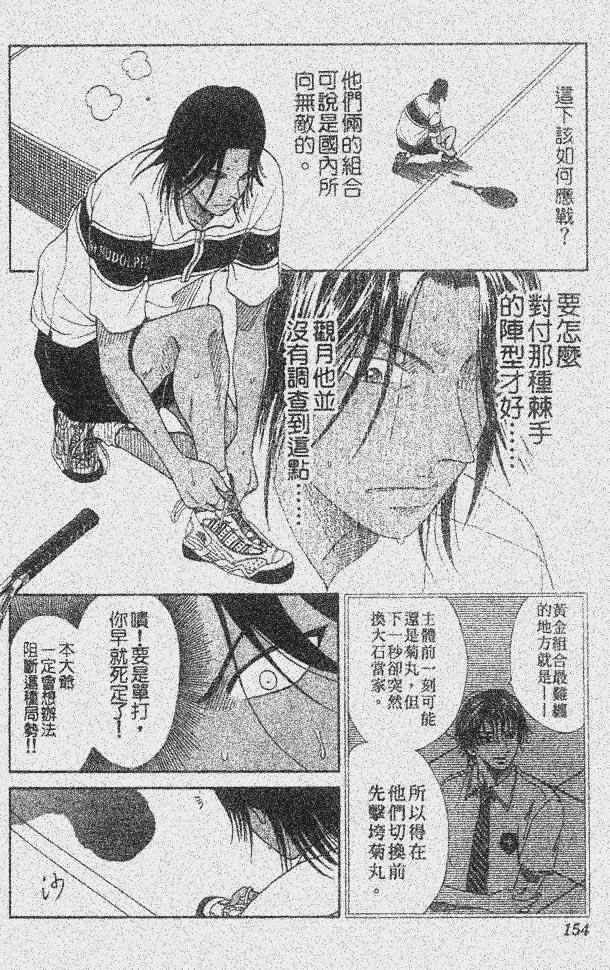 這下該如何應戰？
他們倆的組合
可說是國內所
向無敵的。
St.RUDOLPH
St
要怎麼
對付那種棘手
的陣型才好……
觀月他並
沒有調查到這點……
黃金組合最難纏
的地方就是——
主體前一刻可能
還是菊丸，但
下一秒卻突然
換大石當家。
所以得在
他們切換前
先擊垮菊丸。
嘖！要是單打，
你早就死定了！
本大爺
一定會想辦法
阻斷這種局勢!!
沙
154